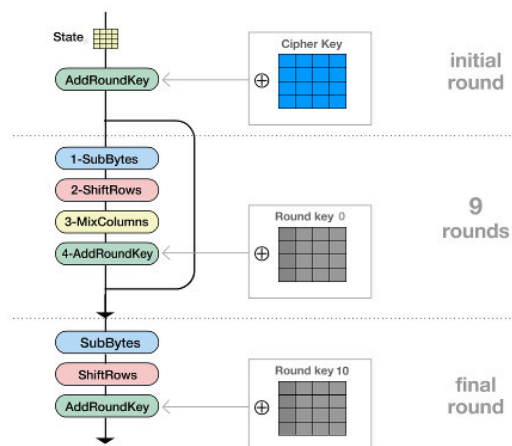 State
AddRoundKey
Cipher Key
initial
round
1-SubBytes
2-ShiftRows
3-MixColumns
4-AddRoundKey
Round key 0
9
rounds
SubBytes
ShiftRows
AddRoundKey
Round key 10
final
round